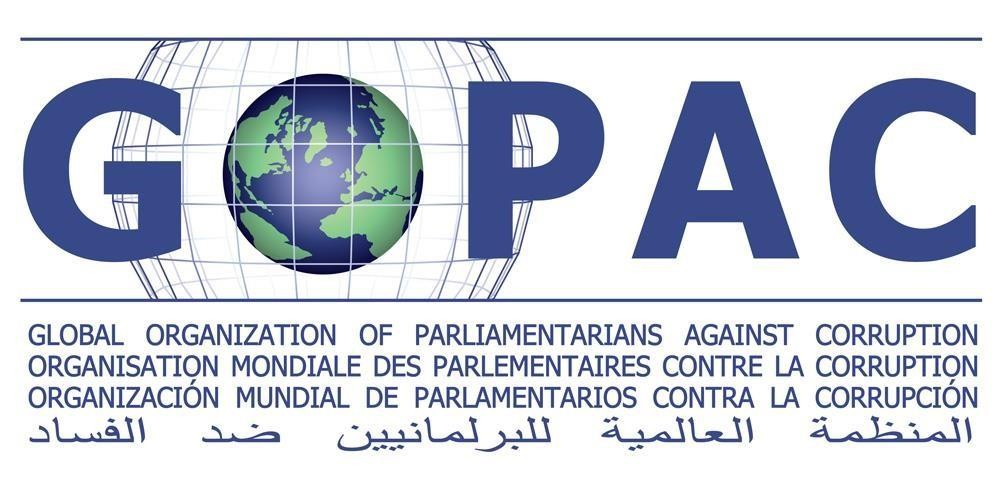 GOPAC
GLOBAL ORGANIZATION OF PARLIAMENTARIANS AGAINST CORRUPTION
ORGANISATION MONDIALE DES PARLEMENTAIRES CONTRE LA CORRUPTION
ORGANIZACIÓN MUNDIAL DE PARLAMENTARIOS CONTRA LA CORRUPCIÓN
المنظمة العالمية للبرلمانيين ضد الفساد